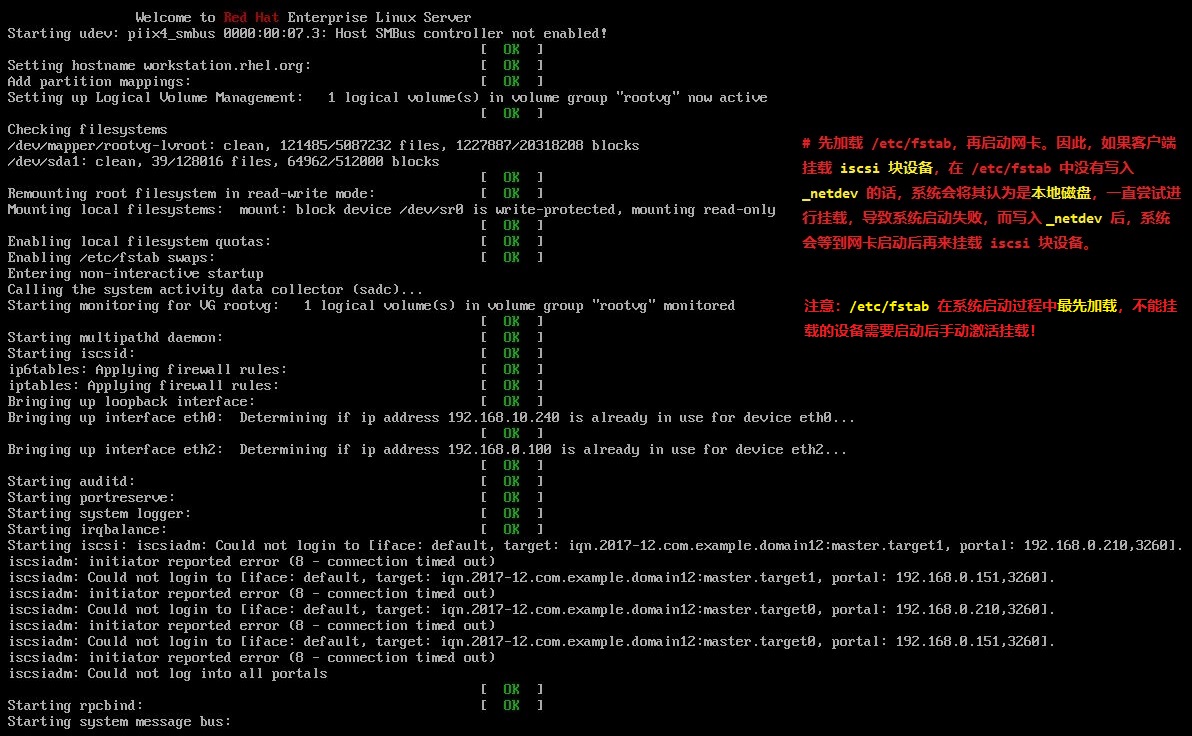 Welcome to Red Hat Enterprise Linux Server
Starting udev: piix4_smbus 0000:00:07.3: Host SMBus controller not enabled!
[  OK  ]
Setting hostname workstation.rhel.org: [  OK  ]
Add partition mappings: [  OK  ]
Setting up Logical Volume Management:   1 logical volume(s) in volume group "rootvg" now active
[  OK  ]
Checking filesystems
/dev/mapper/rootvg-lvroot: clean, 121485/5087232 files, 1227887/20318208 blocks
/dev/sda1: clean, 39/128016 files, 64962/512000 blocks
[  OK  ]
Remounting root filesystem in read-write mode: [  OK  ]
Mounting local filesystems:  mount: block device /dev/sr0 is write-protected, mounting read-only
[  OK  ]
Enabling local filesystem quotas: [  OK  ]
Enabling /etc/fstab swaps: [  OK  ]
Entering non-interactive startup
Calling the system activity data collector (sadc)...
Starting monitoring for VG rootvg:   1 logical volume(s) in volume group "rootvg" monitored
[  OK  ]
Starting multipathd daemon: [  OK  ]
Starting iscsid: [  OK  ]
ip6tables: Applying firewall rules: [  OK  ]
iptables: Applying firewall rules: [  OK  ]
Bringing up loopback interface: [  OK  ]
Bringing up interface eth0:  Determining if ip address 192.168.10.240 is already in use for device eth0...
[  OK  ]
Bringing up interface eth2:  Determining if ip address 192.168.0.100 is already in use for device eth2...
[  OK  ]
Starting auditd: [  OK  ]
Starting portreserve: [  OK  ]
Starting system logger: [  OK  ]
Starting irqbalance: [  OK  ]
Starting iscsi: iscsiadm: Could not login to [iface: default, target: iqn.2017-12.com.example.domain12:master.target1, portal: 192.168.0.210,3260].
iscsiadm: initiator reported error (8 - connection timed out)
iscsiadm: Could not login to [iface: default, target: iqn.2017-12.com.example.domain12:master.target1, portal: 192.168.0.151,3260].
iscsiadm: initiator reported error (8 - connection timed out)
iscsiadm: Could not login to [iface: default, target: iqn.2017-12.com.example.domain12:master.target0, portal: 192.168.0.210,3260].
iscsiadm: initiator reported error (8 - connection timed out)
iscsiadm: Could not login to [iface: default, target: iqn.2017-12.com.example.domain12:master.target0, portal: 192.168.0.151,3260].
iscsiadm: initiator reported error (8 - connection timed out)
iscsiadm: Could not log into all portals
[  OK  ]
Starting rpcbind: [  OK  ]
Starting system message bus:
# 先加载 /etc/fstab，再启动网卡。因此，如果客户端
挂载 iscsi 块设备，在 /etc/fstab 中没有写入
_netdev 的话，系统会将其认为是本地磁盘，一直尝试进
行挂载，导致系统启动失败，而写入 _netdev 后，系统
会等到网卡启动后再来挂载 iscsi 块设备。
注意：/etc/fstab 在系统启动过程中最先加载，不能挂
载的设备需要启动后手动激活挂载！